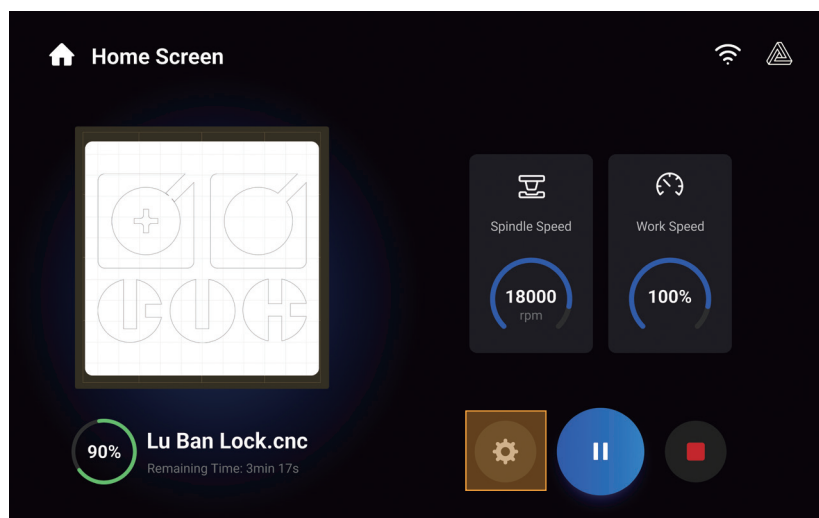 Home Screen
Spindle Speed
Work Speed
18000
rpm
100%
90%
Lu Ban Lock.cnc
Remaining Time: 3min 17s